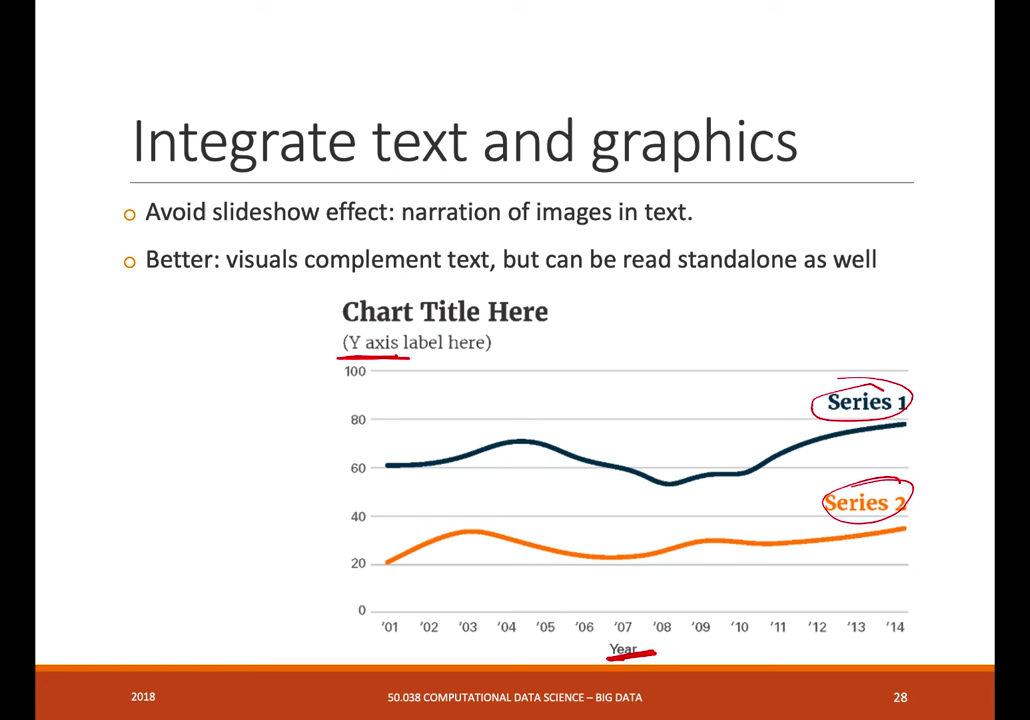 Integrate text and graphics
Avoid slideshow effect: narration of images in text.
Better: visuals complement text, but can be read standalone as well
Chart Title Here
(Y axis label here)
100
Series 1
80
60
Series 2
40
20
0
'01 '02 '03 '04 '05 '06 '07 '08 '09 '10 '11 '12 '13 '14
Year
2018 50.038 COMPUTATIONAL DATA SCIENCE – BIG DATA 28